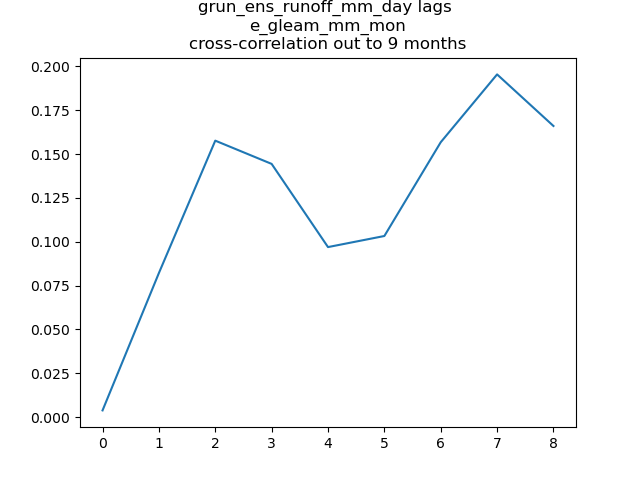 grun_ens_runoff_mm_day lags
e_gleam_mm_mon
cross-correlation out to 9 months
0.200
0.175
0.150
0.125
0.100
0.075
0.050
0.025
0.000
0 1 2 3 4 5 6 7 8